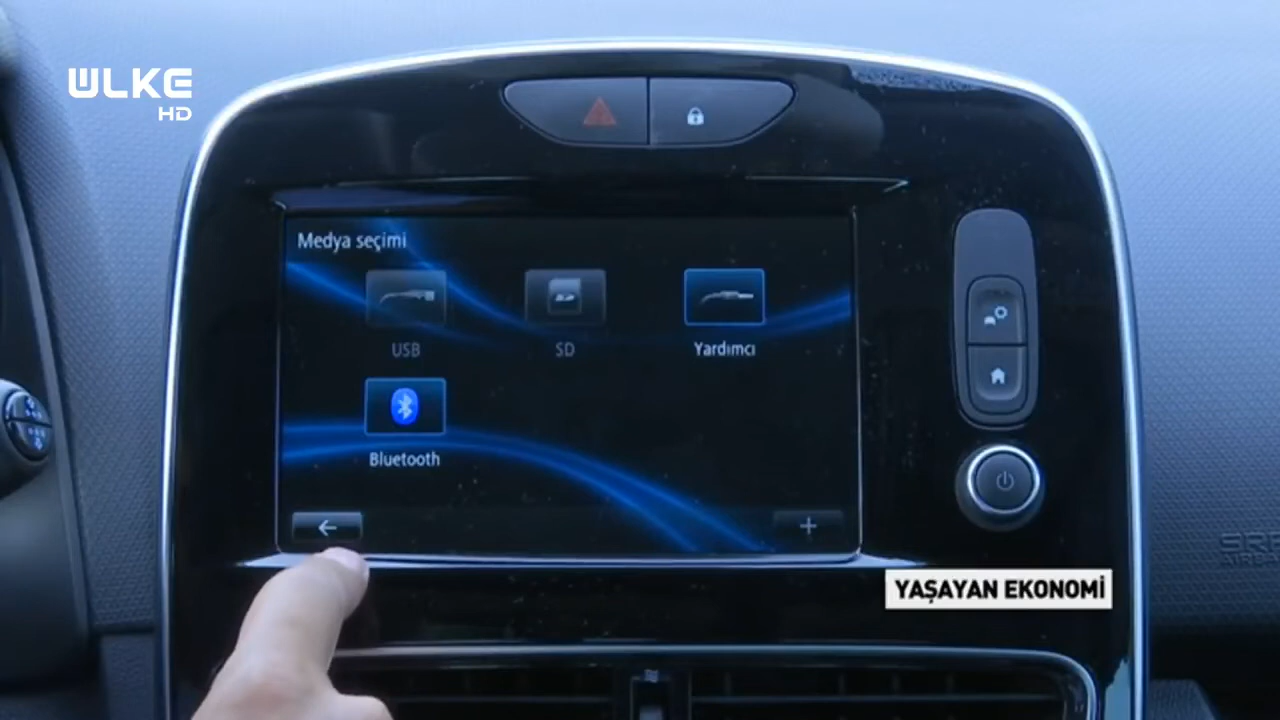 ÜLKE
HD
Medya seçimi
USB
SD
Yardımcı
Bluetooth
YAŞAYAN EKONOMİ